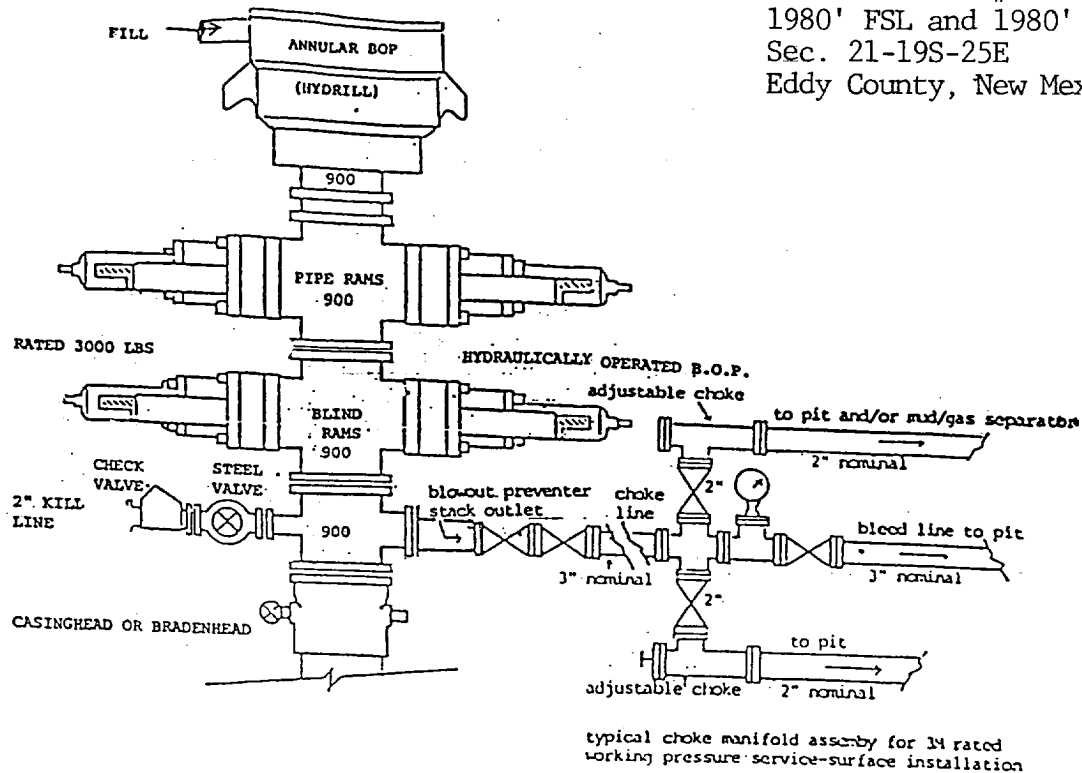 1980' FSL and 1980'
Sec. 21-19S-25E
Eddy County, New Mex
FILL
ANNULAR BOP
(HYDRILL)
900
PIPE RAMS
900
RATED 3000 LBS
HYDRAULICALLY OPERATED B.O.P.
adjustable choke
to pit and/or mud/gas separator
2" nominal
BLIND
RAMS
900
CHECK
VALVE
STEEL
VALVE
2" KILL
LINE
900
blowout preventer
stack outlet
choke
line
2"
bleed line to pit
3" nominal
3" nominal
2"
CASINGHEAD OR BRADENHEAD
to pit
adjustable choke
2" nominal
typical choke manifold assemby for 3M rated
working pressure service-surface installation